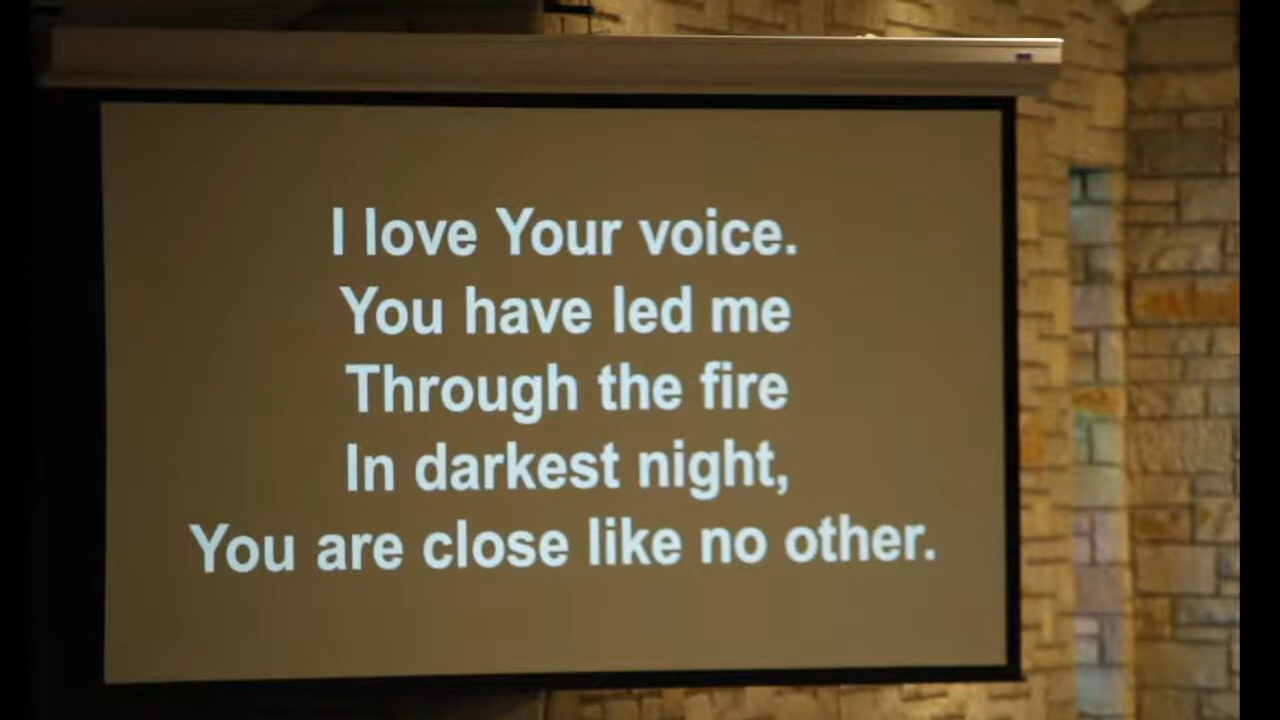 I love Your voice.
You have led me
Through the fire
In darkest night,
You are close like no other.